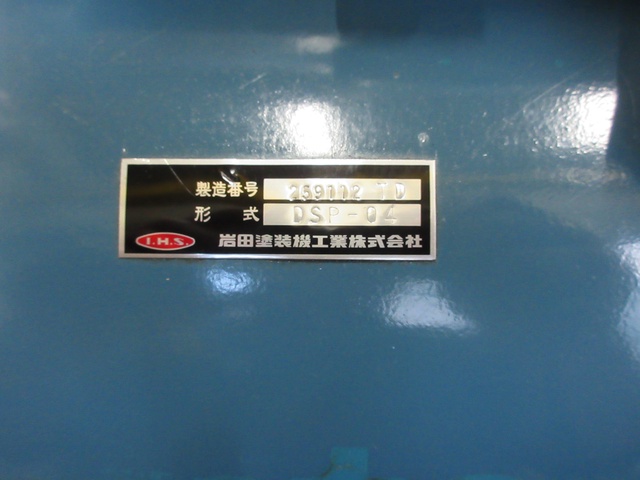 製造番号 259112 TD
形式 DSP-04
I.H.S. 岩田塗装機工業株式会社